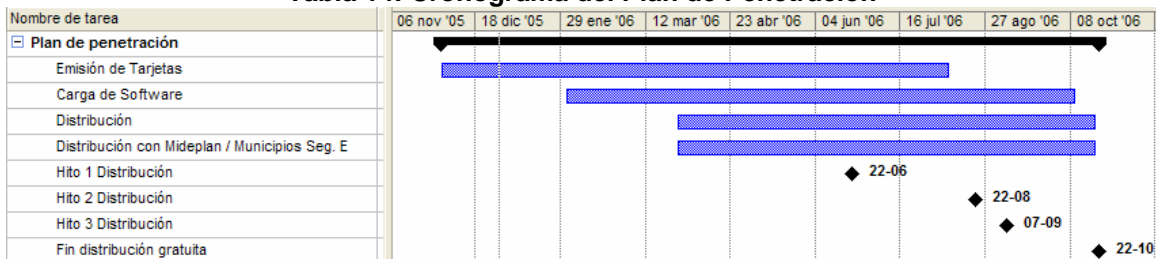 Nombre de tarea 06 nov '05 18 dic '05 29 ene '06 12 mar '06 23 abr '06 04 jun '06 16 jul '06 27 ago '06 08 oct '06
Plan de penetración
Emisión de Tarjetas
Carga de Software
Distribución
Distribución con Mideplan / Municipios Seg. E
Hito 1 Distribución 22-06
Hito 2 Distribución 22-08
Hito 3 Distribución 07-09
Fin distribución gratuita 22-10